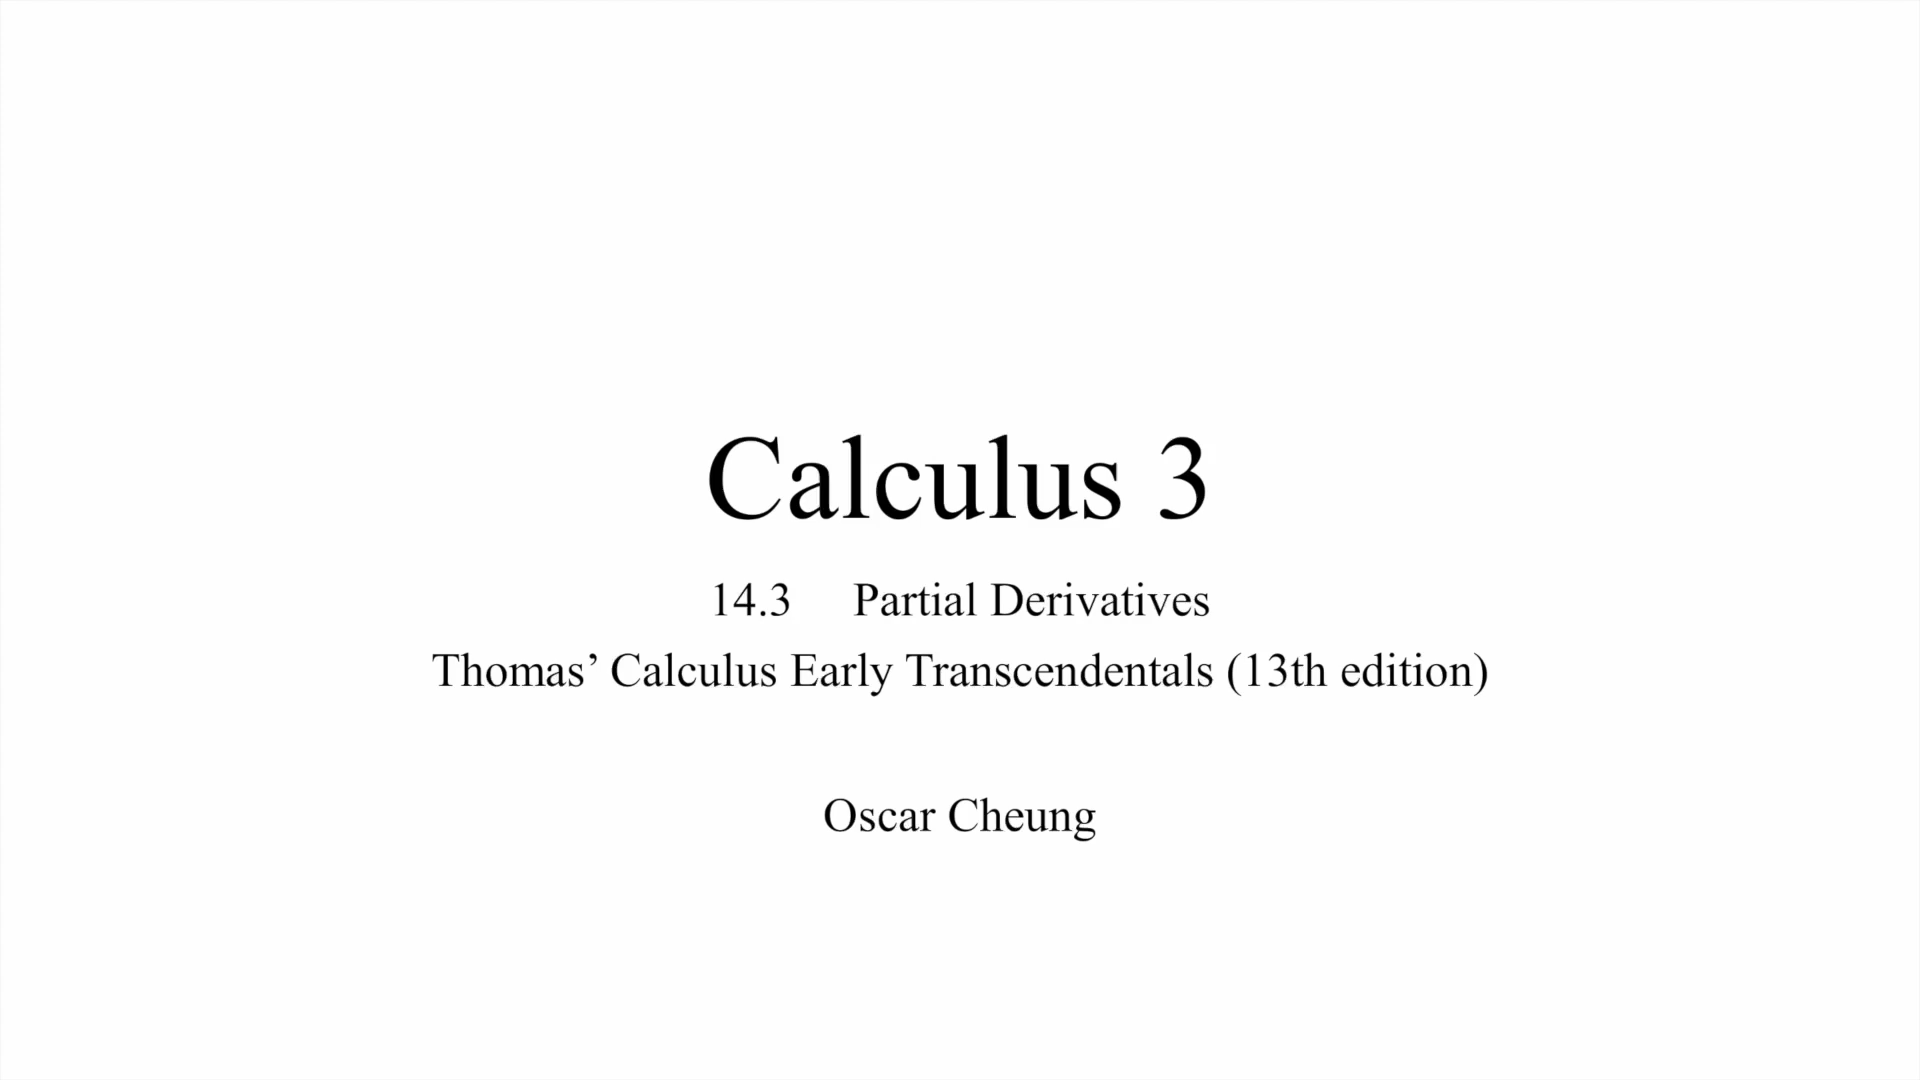 Calculus 3
14.3 Partial Derivatives
Thomas’ Calculus Early Transcendentals (13th edition)
Oscar Cheung